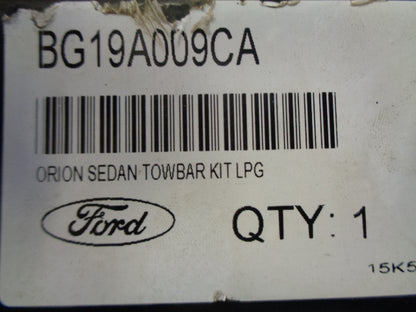 BG19A009CA
ORION SEDAN TOWBAR KIT LPG
Ford
QTY: 1
15K5